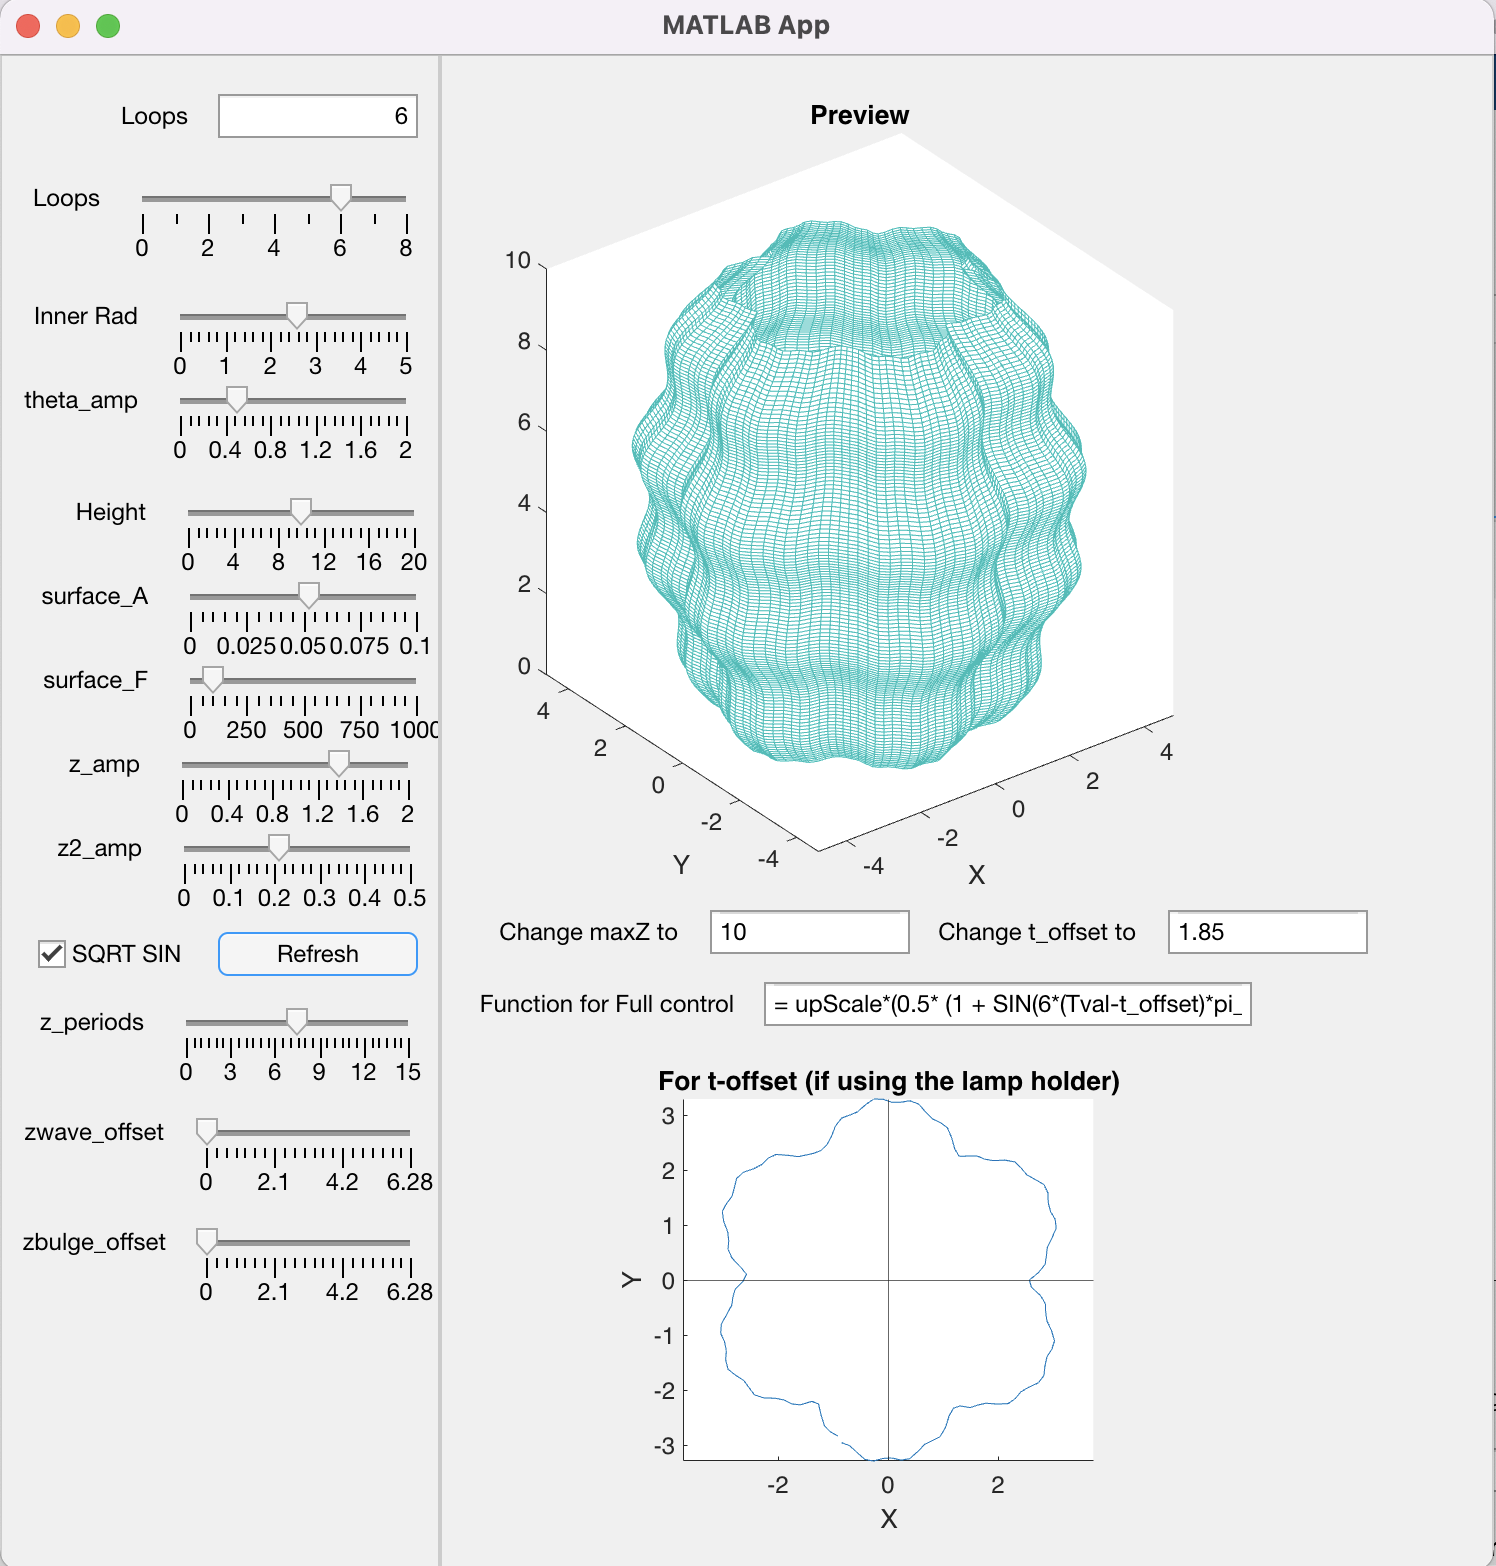 MATLAB App
Loops 6
Loops
0 2 4 6 8
Inner Rad
0 1 2 3 4 5
theta_amp
0 0.4 0.8 1.2 1.6 2
Height
0 4 8 12 16 20
surface_A
0 0.025 0.05 0.075 0.1
surface_F
0 250 500 750 1000
z_amp
0 0.4 0.8 1.2 1.6 2
z2_amp
0 0.1 0.2 0.3 0.4 0.5
SQRT SIN Refresh
z_periods
0 3 6 9 12 15
zwave_offset
0 2.1 4.2 6.28
zbulge_offset
0 2.1 4.2 6.28
Preview
10
8
6
4
2
0
4
2
0
-2
-4
Y
-4
-2
0
2
4
X
Change maxZ to 10 Change t_offset to 1.85
Function for Full control = upScale*(0.5* (1 + SIN(6*(Tval-t_offset)*pi_
For t-offset (if using the lamp holder)
3
2
1
0
-1
-2
-3
Y
-2 0 2
X